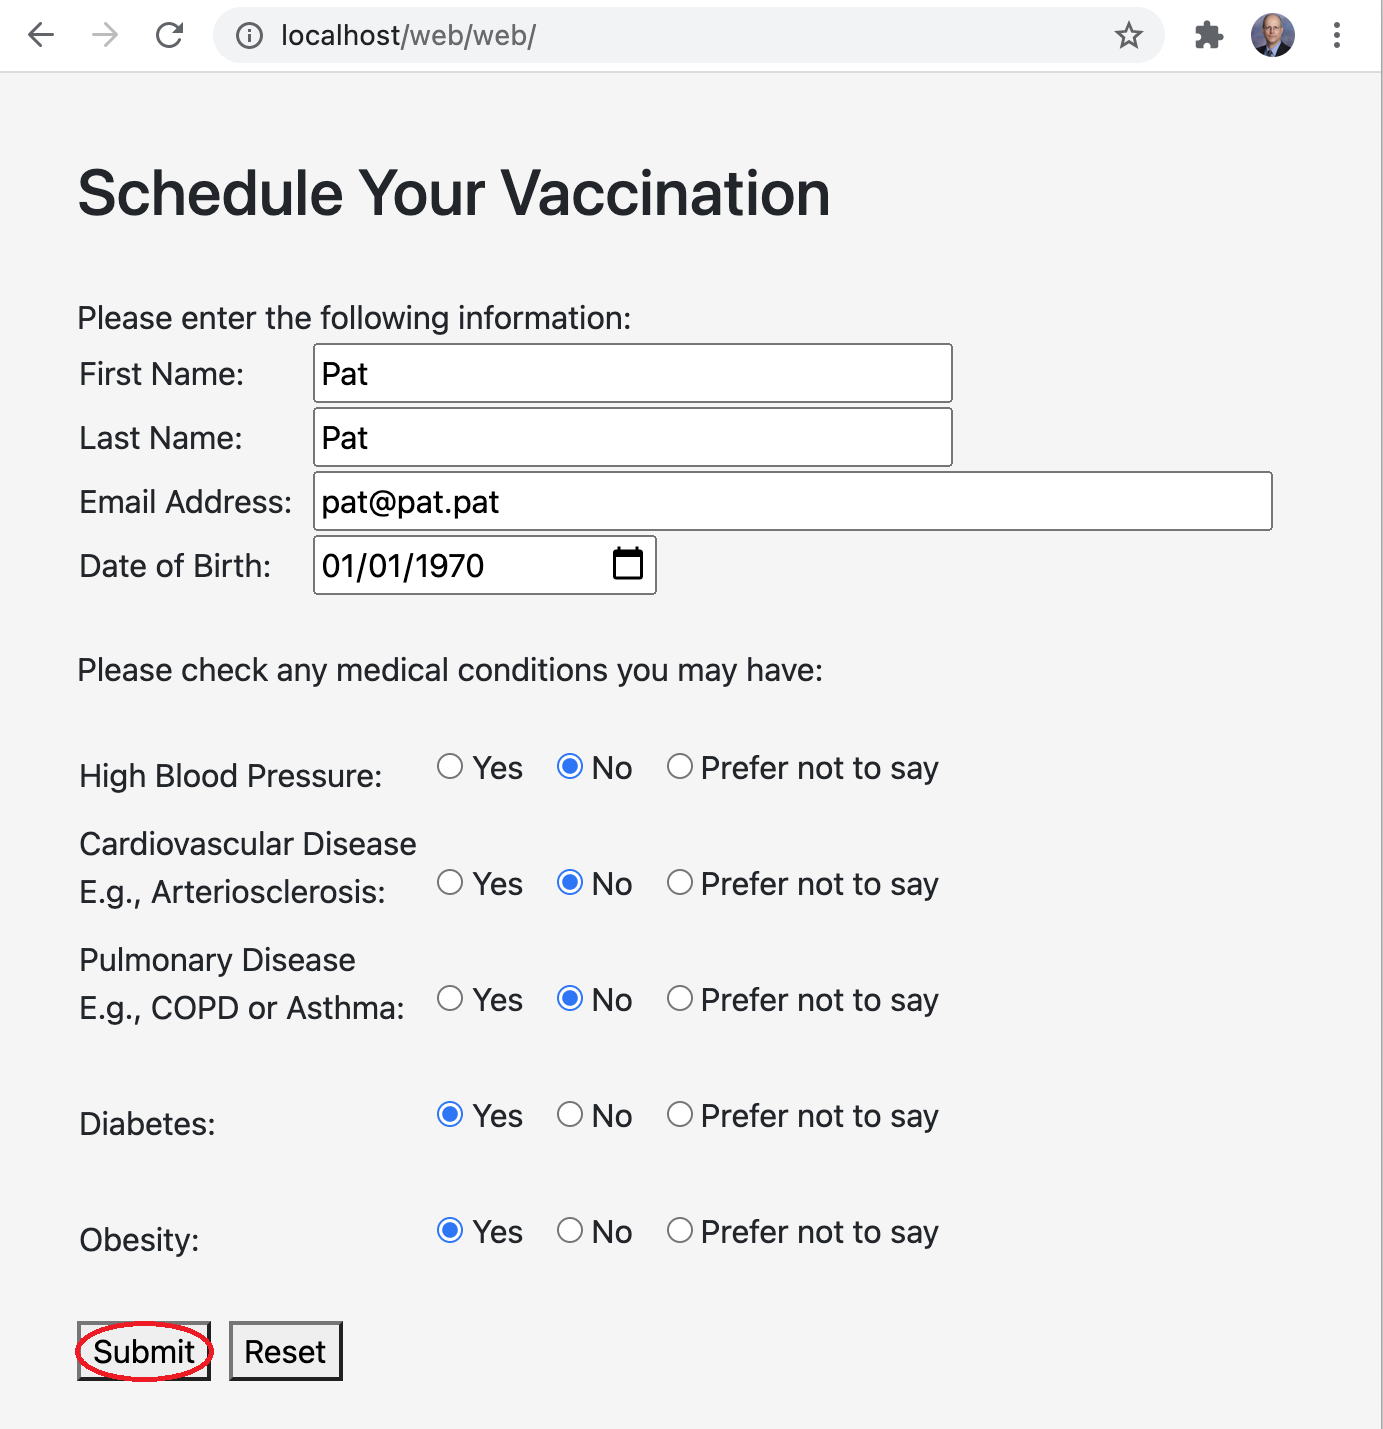 localhost/web/web/
Schedule Your Vaccination
Please enter the following information:
First Name: Pat
Last Name: Pat
Email Address: pat@pat.pat
Date of Birth: 01/01/1970
Please check any medical conditions you may have:
High Blood Pressure: Yes No Prefer not to say
Cardiovascular Disease
E.g., Arteriosclerosis: Yes No Prefer not to say
Pulmonary Disease
E.g., COPD or Asthma: Yes No Prefer not to say
Diabetes: Yes No Prefer not to say
Obesity: Yes No Prefer not to say
Submit Reset